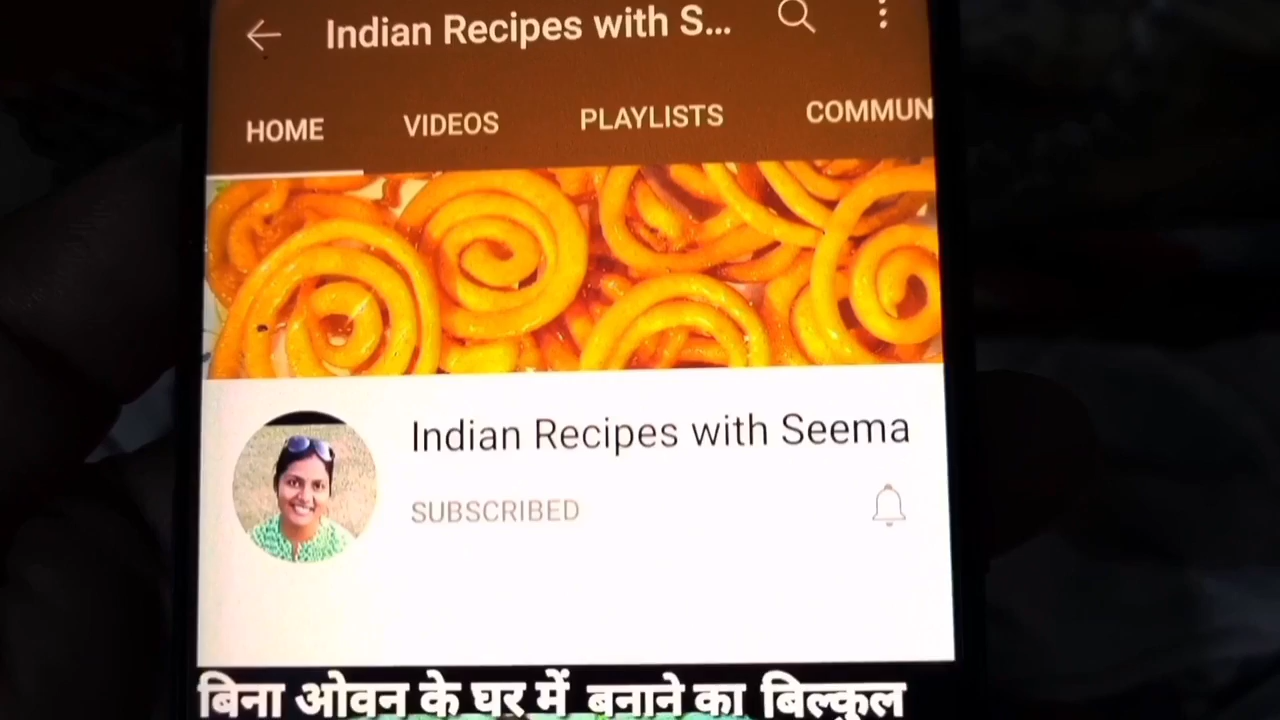 Indian Recipes with S...
HOME VIDEOS PLAYLISTS COMMUN
Indian Recipes with Seema
SUBSCRIBED
बिना ओवन के घर में बनाने का बिल्कुल